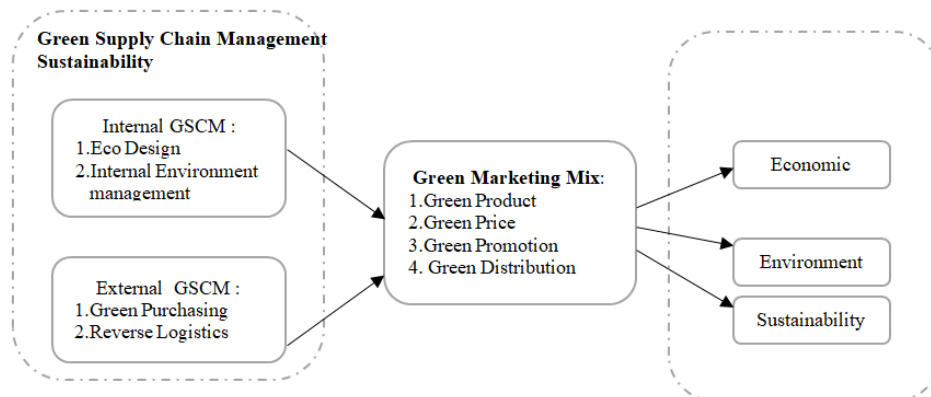 Green Supply Chain Management
Sustainability
Internal GSCM :
1.Eco Design
2.Internal Environment
management
External GSCM :
1.Green Purchasing
2.Reverse Logistics
Green Marketing Mix:
1.Green Product
2.Green Price
3.Green Promotion
4. Green Distribution
Economic
Environment
Sustainability